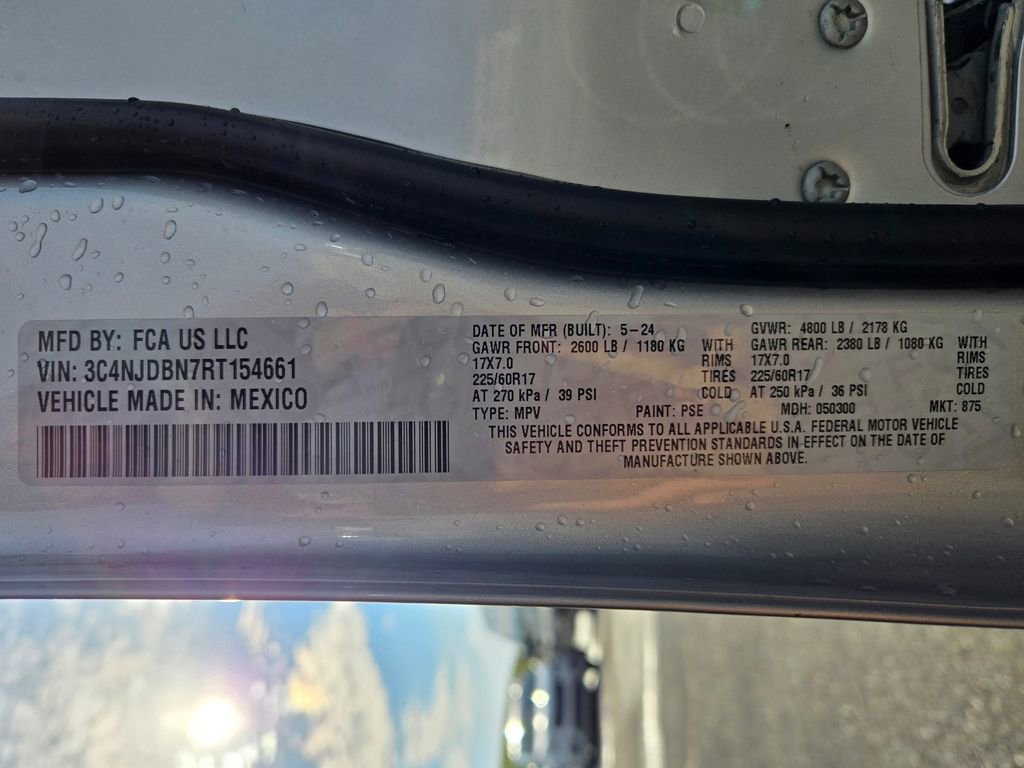 MFD BY: FCA US LLC
VIN: 3C4NJDBN7RT154661
VEHICLE MADE IN: MEXICO
DATE OF MFR (BUILT): 5-24
GVWR: 4800 LB / 2178 KG
GAWR FRONT: 2600 LB / 1180 KG WITH GAWR REAR: 2380 LB / 1080 KG WITH
17X7.0 RIMS 17X7.0 RIMS
225/60R17 TIRES 225/60R17 TIRES
AT 270 kPa / 39 PSI COLD AT 250 kPa / 36 PSI COLD
TYPE: MPV PAINT: PSE MDH: 050300 MKT: 875
THIS VEHICLE CONFORMS TO ALL APPLICABLE U.S.A. FEDERAL MOTOR VEHICLE
SAFETY AND THEFT PREVENTION STANDARDS IN EFFECT ON THE DATE OF
MANUFACTURE SHOWN ABOVE.